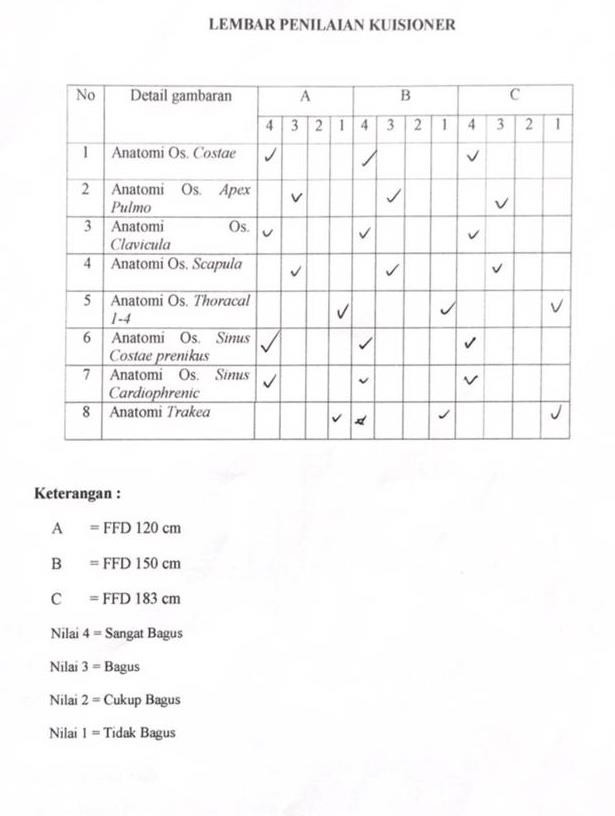 LEMBAR PENILAIAN KUISIONER
No Detail gambaran A B C
4 3 2 1 4 3 2 1 4 3 2 1
1 Anatomi Os. Costae ✓ ✓ ✓
2 Anatomi Os. Apex
Pulmo ✓ ✓ ✓
3 Anatomi Os.
Clavicula ✓ ✓ ✓
4 Anatomi Os. Scapula ✓ ✓ ✓
5 Anatomi Os. Thoracal
1-4 ✓ ✓ ✓
6 Anatomi Os. Sinus
Costae prenikus ✓ ✓ ✓
7 Anatomi Os. Sinus
Cardiophrenic ✓ ✓ ✓
8 Anatomi Trakea ✓ ✓ ✓
Keterangan :
A = FFD 120 cm
B = FFD 150 cm
C = FFD 183 cm
Nilai 4 = Sangat Bagus
Nilai 3 = Bagus
Nilai 2 = Cukup Bagus
Nilai 1 = Tidak Bagus